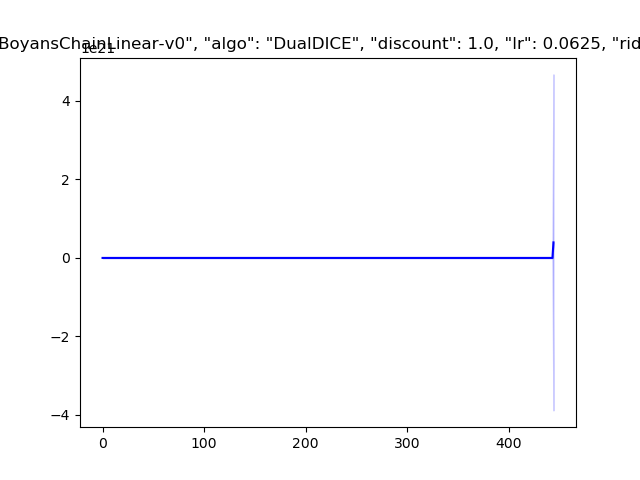 BoyansChainLinear-v0", "algo": "DualDICE", "discount": 1.0, "lr": 0.0625, "rid
1e21
4
2
0
−2
−4
0 100 200 300 400